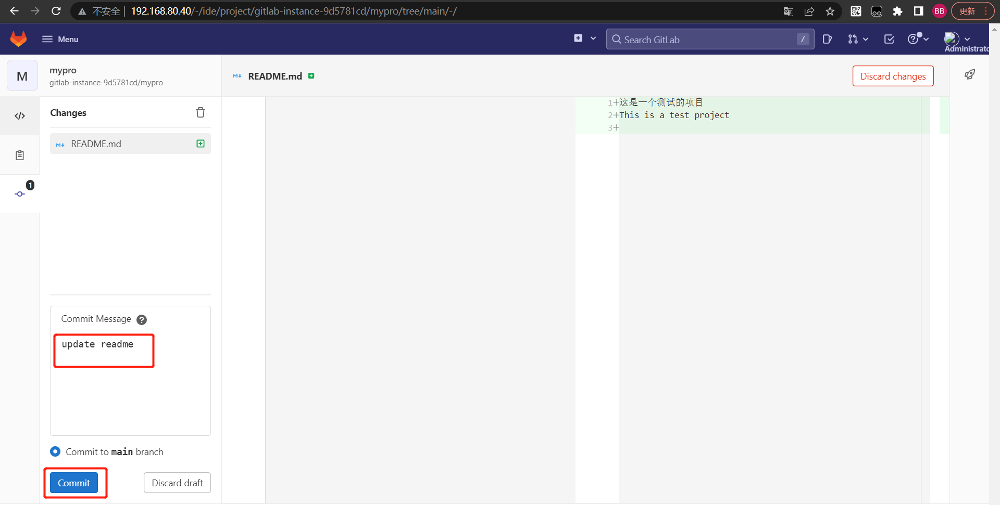 不安全 | 192.168.80.40/-/ide/project/gitlab-instance-9d5781cd/mypro/tree/main/-/
BB
更新
Menu
Search GitLab
/
Administrato
M
mypro
gitlab-instance-9d5781cd/mypro
README.md
Discard changes
Changes
README.md
1
1+这是一个测试的项目
2+This is a test project
3+
Commit Message ?
update readme
Commit to main branch
Commit
Discard draft